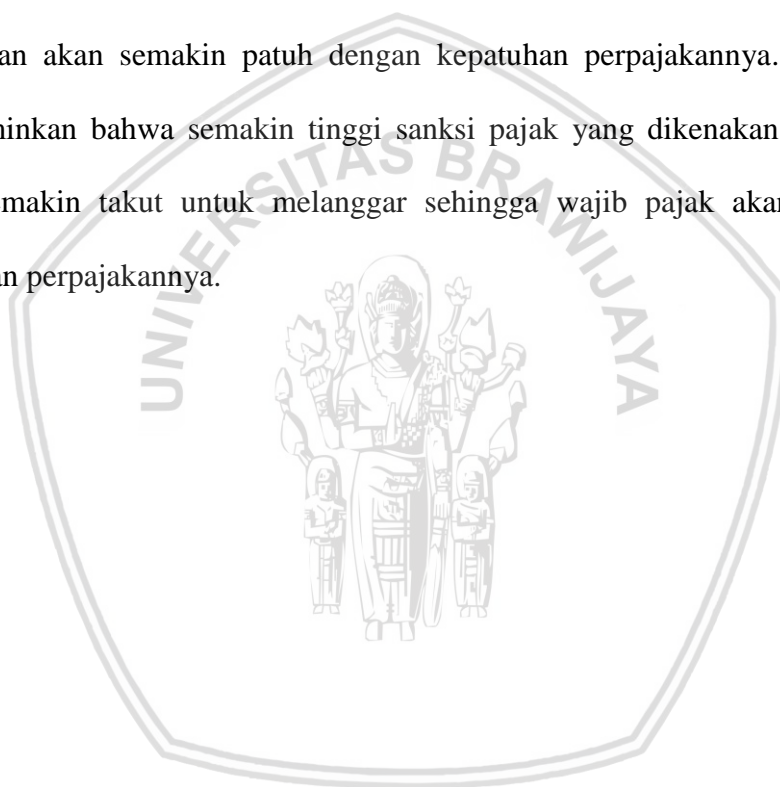 an akan semakin patuh dengan kepatuhan perpajakannya.
ninkan bahwa semakin tinggi sanksi pajak yang dikenakan
makin takut untuk melanggar sehingga wajib pajak akan
n perpajakannya.
UNIVERSITAS BRAWIJAYA